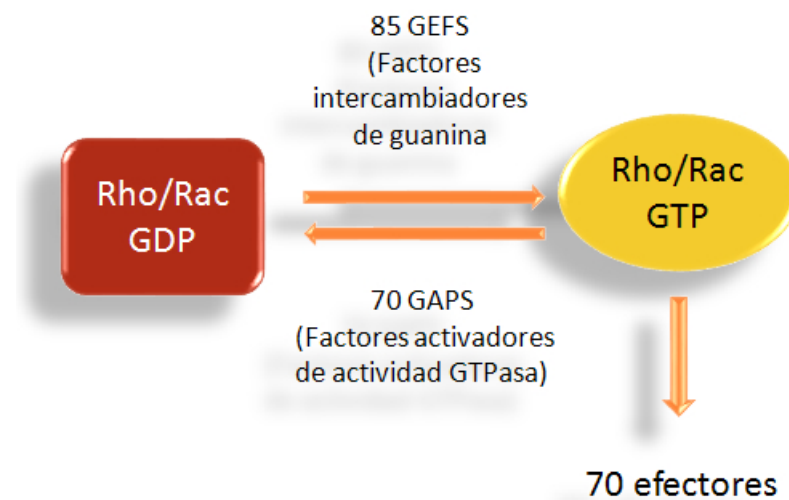 85 GEFS
(Factores
intercambiadores
de guanina
Rho/Rac
GDP
Rho/Rac
GTP
70 GAPS
(Factores activadores
de actividad GTPasa)
70 efectores